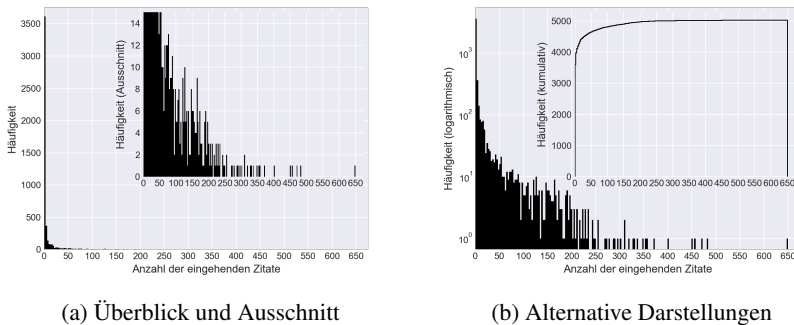 3500
3000
2500
2000
1500
1000
500
0
Häufigkeit
0 50 100 150 200 250 300 350 400 450 500 550 600 650
Anzahl der eingehenden Zitate
14
12
10
8
6
4
2
0
Häufigkeit (Ausschnitt)
0 50 100 150 200 250 300 350 400 450 500 550 600 650
(a) Überblick und Ausschnitt
10³
10²
10¹
10⁰
Häufigkeit (logarithmisch)
0 50 100 150 200 250 300 350 400 450 500 550 600 650
Anzahl der eingehenden Zitate
5000
4000
3000
2000
1000
0
Häufigkeit (kumulativ)
0 50 100 150 200 250 300 350 400 450 500 550 600 650
(b) Alternative Darstellungen